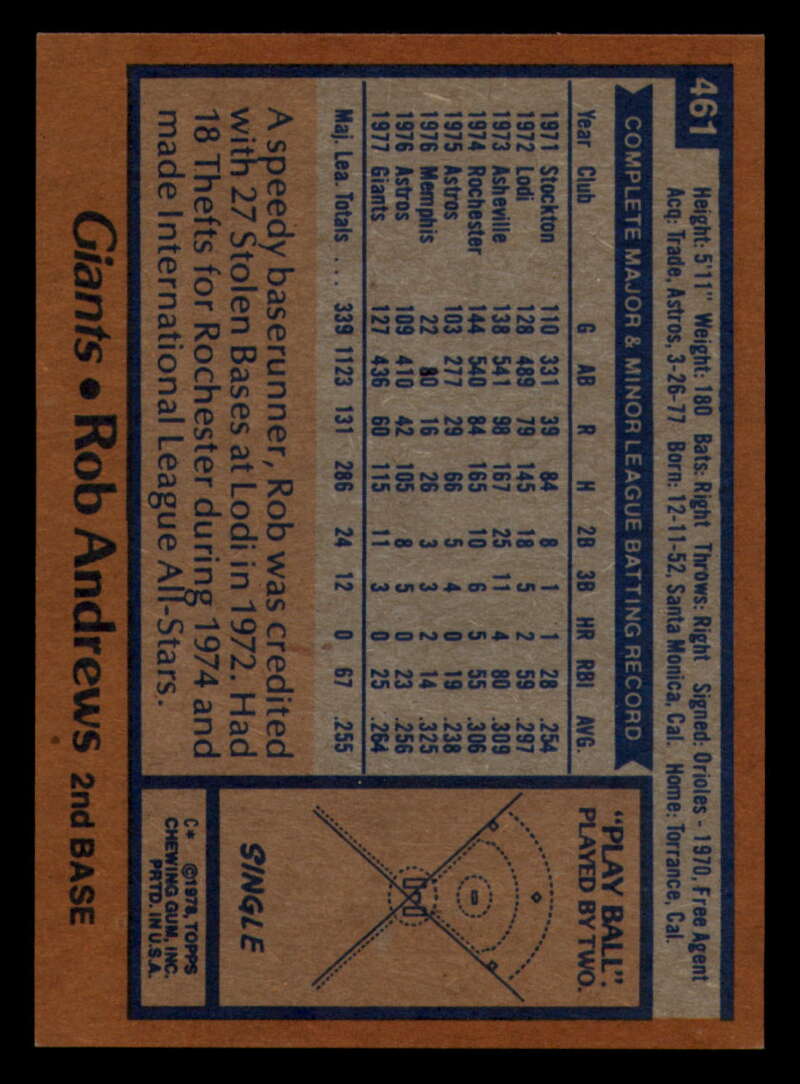 461
Height: 5'11" Weight: 180 Bats: Right Throws: Right Signed: Orioles - 1970, Free Agent
Acq: Trade, Astros, 3-26-77 Born: 12-11-52, Santa Monica, Cal. Home: Torrance, Cal.
COMPLETE MAJOR & MINOR LEAGUE BATTING RECORD
Year Club G AB R H 2B 3B HR RBI AVG.
1971 Stockton 110 331 39 84 8 1 1 28 .254
1972 Lodi 128 489 79 145 18 5 2 59 .297
1973 Asheville 138 541 98 167 25 11 4 80 .309
1974 Rochester 144 540 84 165 10 6 5 55 .306
1975 Astros 103 277 29 66 5 4 0 19 .238
1976 Memphis 22 80 16 26 3 3 2 14 .325
1976 Astros 109 410 42 105 8 5 0 23 .256
1977 Giants 127 436 60 115 11 3 0 25 .264
Maj. Lea. Totals ... 339 1123 131 286 24 12 0 67 .255
A speedy baserunner, Rob was credited
with 27 Stolen Bases at Lodi in 1972. Had
18 Thefts for Rochester during 1974 and
made International League All-Stars.
"PLAY BALL".
PLAYED BY TWO.
SINGLE
C* ©1978, TOPPS
CHEWING GUM, INC.
PRTD. IN U.S.A.
Giants • Rob Andrews 2nd BASE